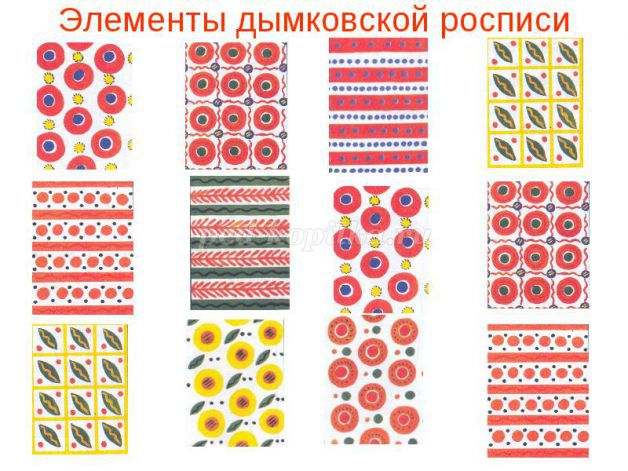 Элементы дымковской росписи